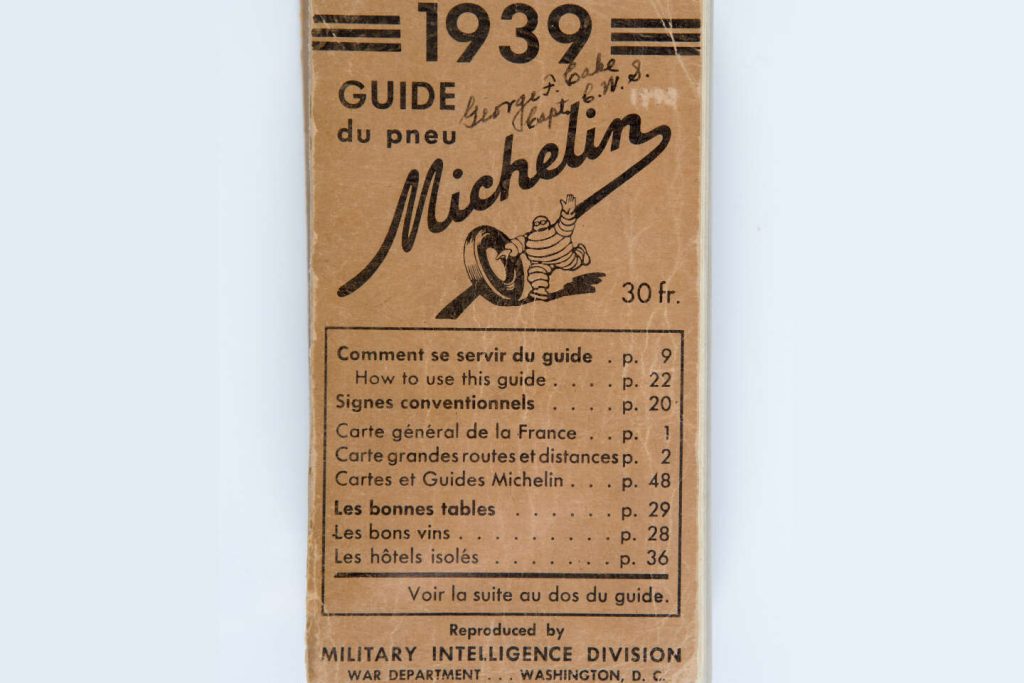 1939
GUIDE
du pneu
George F. Cake
Capt. C.W.S.
Michelin
30 fr.
Comment se servir du guide . p. 9
How to use this guide . . . . p. 22
Signes conventionnels . . . . p. 20
Carte général de la France . . p. 1
Carte grandes routes et distances p. 2
Cartes et Guides Michelin . . . p. 48
Les bonnes tables . . . . . . p. 29
Les bons vins . . . . . . . . . p. 28
Les hôtels isolés . . . . . . . p. 36
Voir la suite au dos du guide.
Reproduced by
MILITARY INTELLIGENCE DIVISION
WAR DEPARTMENT . . . WASHINGTON, D. C.